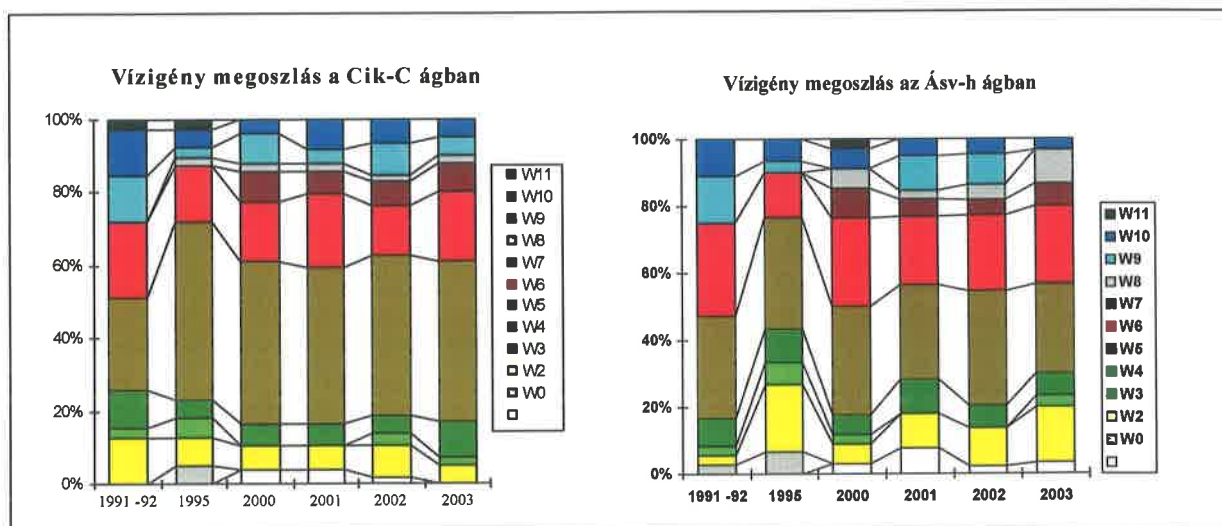 Vízigény megoszlás a Cik-C ágban
100%
80%
60%
40%
20%
0%
1991 -92 1995 2000 2001 2002 2003
W11
W10
W9
W8
W7
W6
W5
W4
W3
W2
W0
Vízigény megoszlás az Ásv-h ágban
100%
80%
60%
40%
20%
0%
1991 -92 1995 2000 2001 2002 2003
W11
W10
W9
W8
W7
W6
W5
W4
W3
W2
W0